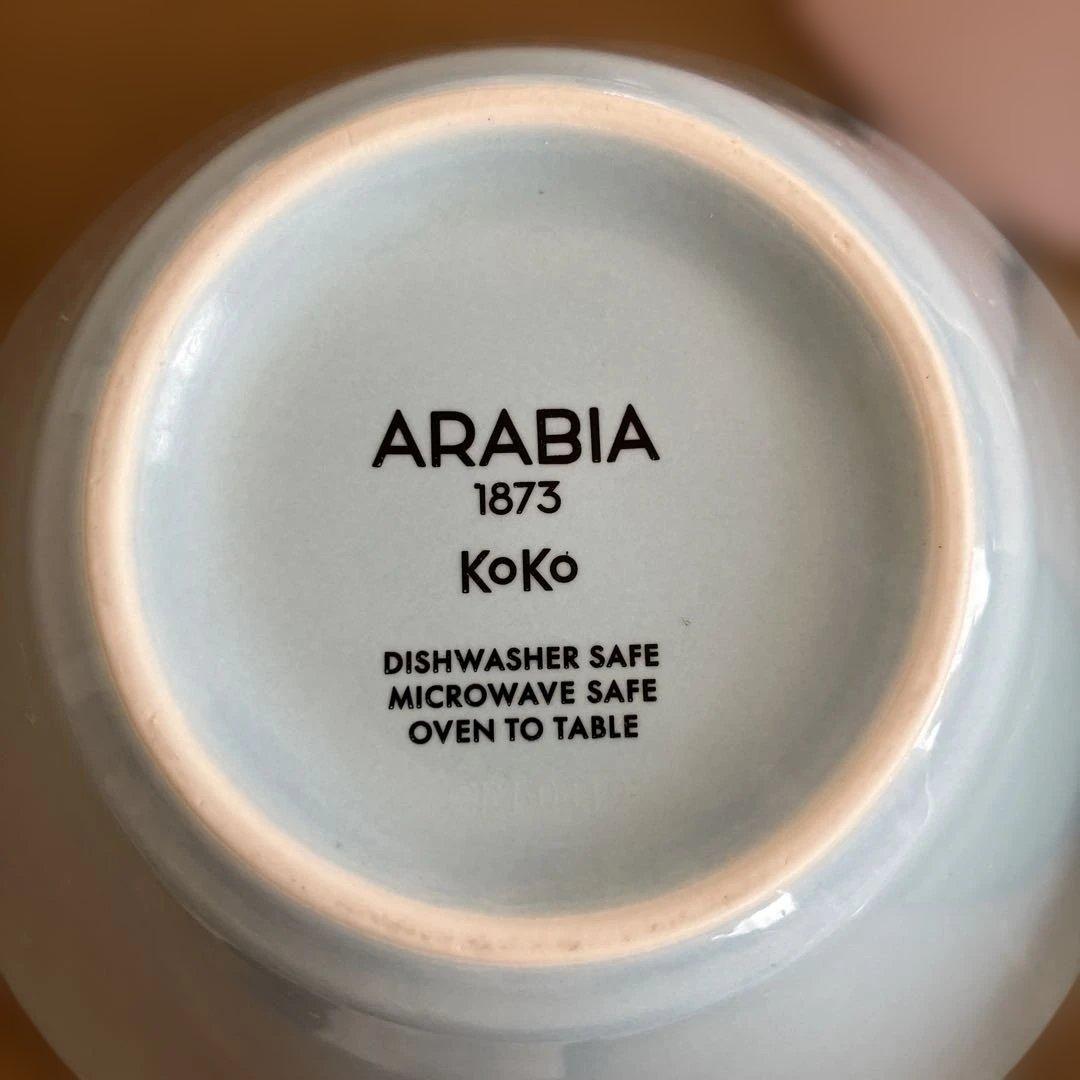 ARABIA
1873
KoKo
DISHWASHER SAFE
MICROWAVE SAFE
OVEN TO TABLE